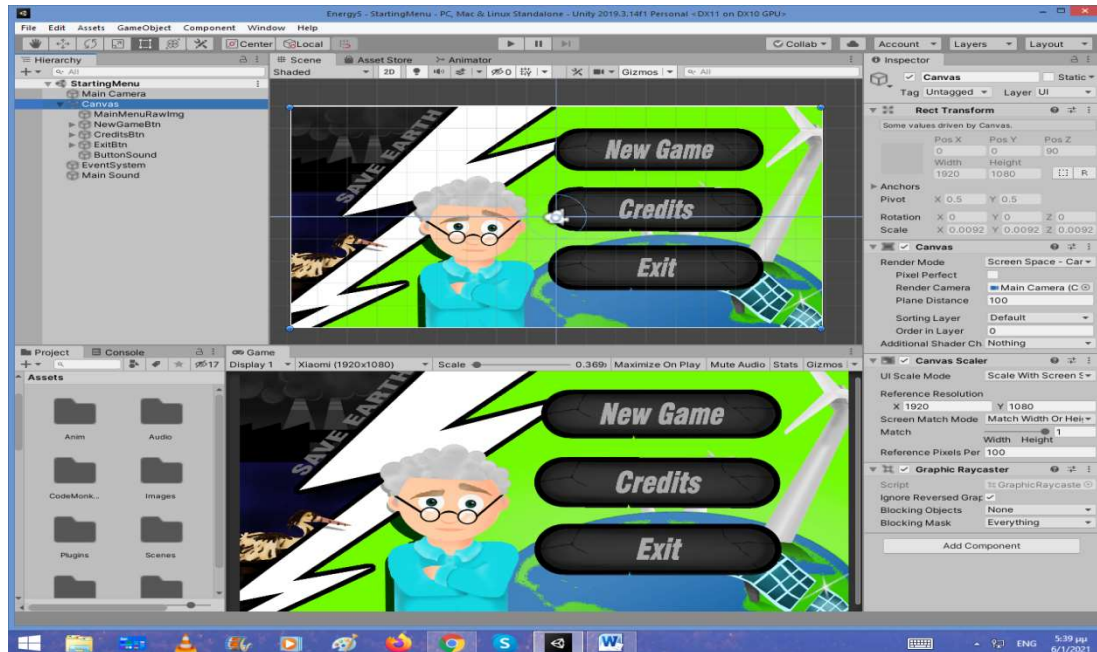 EnergyS - StartingMenu - PC, Mac & Linux Standalone - Unity 2019.3.14f1 Personal <DX11 on DX10 GPU>
File Edit Assets GameObject Component Window Help
Center Local Collab Account Layers Layout
Hierarchy
All
StartingMenu
Main Camera
Canvas
MainMenuRawImg
NewGameBtn
CreditsBtn
ExitBtn
ButtonSound
EventSystem
Main Sound
Scene Asset Store Animator
Shaded 2D 0 Gizmos All
SAVE EARTH
New Game
Credits
Exit
Project Console
17
Assets
Anim Audio
CodeMonk... Images
Plugins Scenes
Game
Display 1 Xiaomi (1920x1080) Scale 0.369 Maximize On Play Mute Audio Stats Gizmos
SAVE EARTH
New Game
Credits
Exit
Inspector
Canvas Static
Tag Untagged Layer UI
Rect Transform
Some values driven by Canvas.
Pos X Pos Y Pos Z
0 0 90
Width Height
1920 1080 R
Anchors
Pivot X 0.5 Y 0.5
Rotation X 0 Y 0 Z 0
Scale X 0.0092 Y 0.0092 Z 0.0092
Canvas
Render Mode Screen Space - Car
Pixel Perfect
Render Camera Main Camera (C
Plane Distance 100
Sorting Layer Default
Order in Layer 0
Additional Shader Ch Nothing
Canvas Scaler
UI Scale Mode Scale With Screen S
Reference Resolution
X 1920 Y 1080
Screen Match Mode Match Width Or Hei
Match 1
Width Height
Reference Pixels Per 100
Graphic Raycaster
Script GraphicRaycaste
Ignore Reversed Grap
Blocking Objects None
Blocking Mask Everything
Add Component
ENG
5:39 μμ
6/1/2021